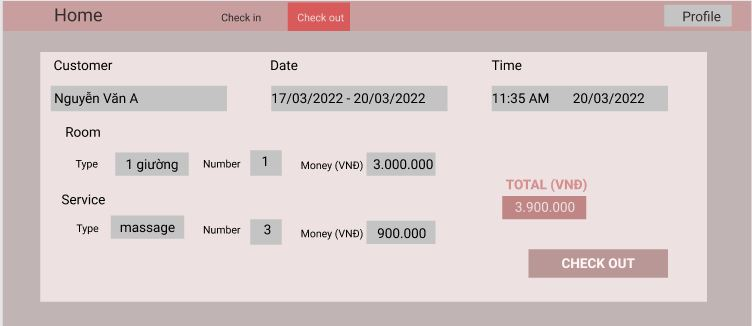 Home Check in Check out Profile
Customer Date Time
Nguyễn Văn A 17/03/2022 - 20/03/2022 11:35 AM 20/03/2022
Room
Type 1 giường Number 1 Money (VNĐ) 3.000.000
TOTAL (VNĐ)
Service
3.900.000
Type massage Number 3 Money (VNĐ) 900.000
CHECK OUT